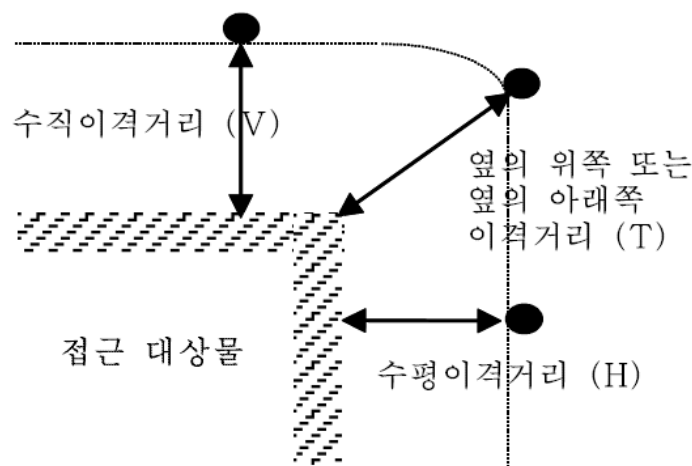 수직이격거리 (V)
옆의 위쪽 또는
옆의 아래쪽
이격거리 (T)
접근 대상물
수평이격거리 (H)